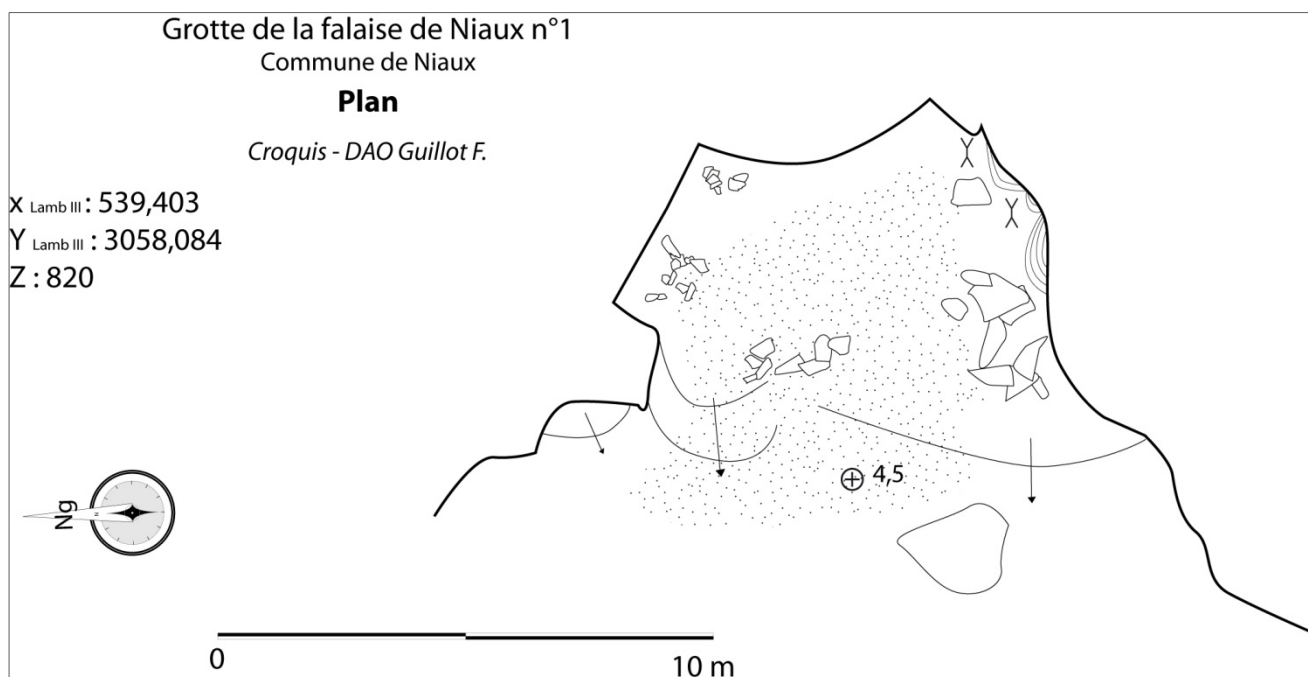 Grotte de la falaise de Niaux n°1
Commune de Niaux
Plan
Croquis - DAO Guillot F.
x Lamb III : 539,403
Y Lamb III : 3058,084
Z : 820
4,5
Ng
N
0 10 m